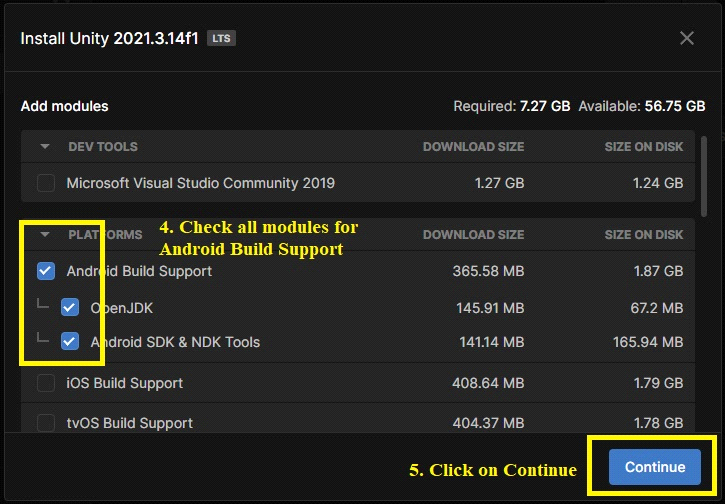 Install Unity 2021.3.14f1 LTS
Add modules Required: 7.27 GB Available: 56.75 GB
DEV TOOLS DOWNLOAD SIZE SIZE ON DISK
Microsoft Visual Studio Community 2019 1.27 GB 1.24 GB
4. Check all modules for
PLATFORMS DOWNLOAD SIZE SIZE ON DISK
Android Build Support
Android Build Support 365.58 MB 1.87 GB
OpenJDK 145.91 MB 67.2 MB
Android SDK & NDK Tools 141.14 MB 165.94 MB
iOS Build Support 408.64 MB 1.79 GB
tvOS Build Support 404.37 MB 1.78 GB
5. Click on Continue
Continue